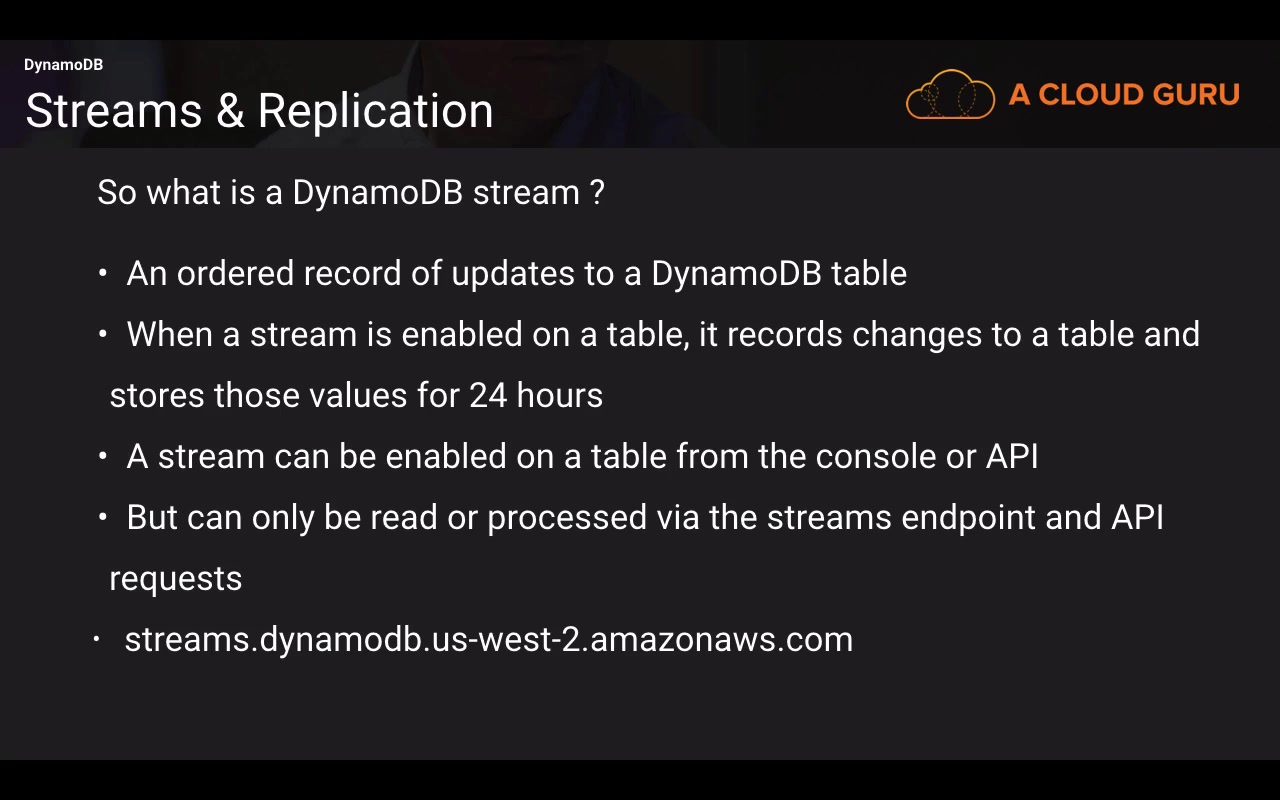 DynamoDB
Streams & Replication
A CLOUD GURU
So what is a DynamoDB stream ?
• An ordered record of updates to a DynamoDB table
• When a stream is enabled on a table, it records changes to a table and
stores those values for 24 hours
• A stream can be enabled on a table from the console or API
• But can only be read or processed via the streams endpoint and API
requests
• streams.dynamodb.us-west-2.amazonaws.com